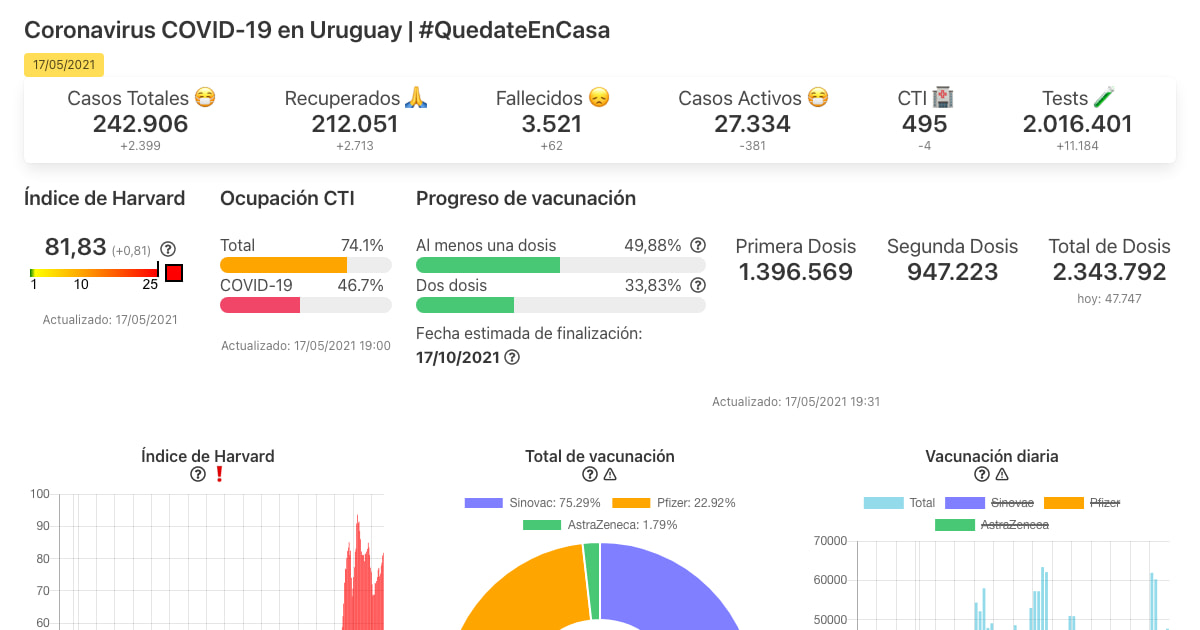 Coronavirus COVID-19 en Uruguay | #QuedateEnCasa
17/05/2021
Casos Totales 😷 Recuperados 🙏 Fallecidos 😞 Casos Activos 😷 CTI 🏥 Tests 🧪
242.906 212.051 3.521 27.334 495 2.016.401
+2.399 +2.713 +62 -381 -4 +11.184
Índice de Harvard
81,83 (+0,81) ?
1 10 25
Actualizado: 17/05/2021
Ocupación CTI
Total 74.1%
COVID-19 46.7%
Actualizado: 17/05/2021 19:00
Progreso de vacunación
Al menos una dosis 49,88% ?
Dos dosis 33,83% ?
Fecha estimada de finalización:
17/10/2021 ?
Primera Dosis Segunda Dosis Total de Dosis
1.396.569 947.223 2.343.792
hoy: 47.747
Actualizado: 17/05/2021 19:31
Índice de Harvard
? ❗
100
90
80
70
60
Total de vacunación
? ⚠
Sinovac: 75.29% Pfizer: 22.92%
AstraZeneca: 1.79%
Vacunación diaria
? ⚠
Total Sinovac Pfizer
AstraZeneca
70000
60000
50000